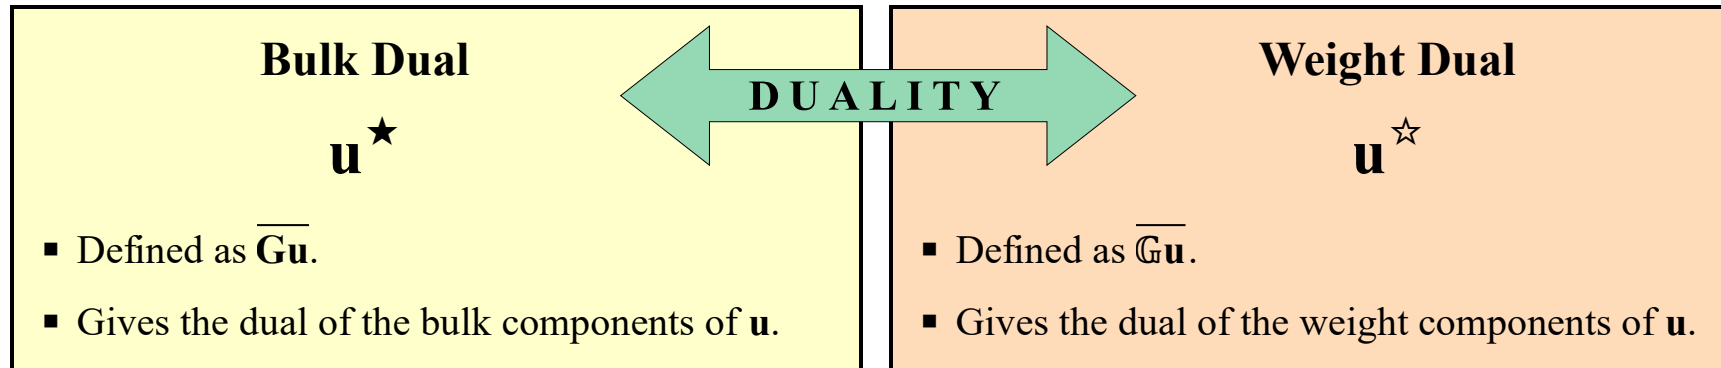 Bulk Dual
u★
▪ Defined as G̅u̅.
▪ Gives the dual of the bulk components of u.
DUALITY
Weight Dual
u☆
▪ Defined as 𝔾̅u̅.
▪ Gives the dual of the weight components of u.